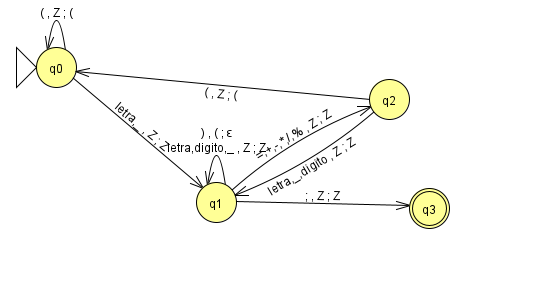 ( , Z ; (
q0
q2
( , Z ; (
letra,_ , Z ; Z
) , ( ; ε
letra,digito,_ , Z ; Z
=,+,-,*,/,% , Z ; Z
letra,_,digito , Z ; Z
q1
; , Z ; Z
q3